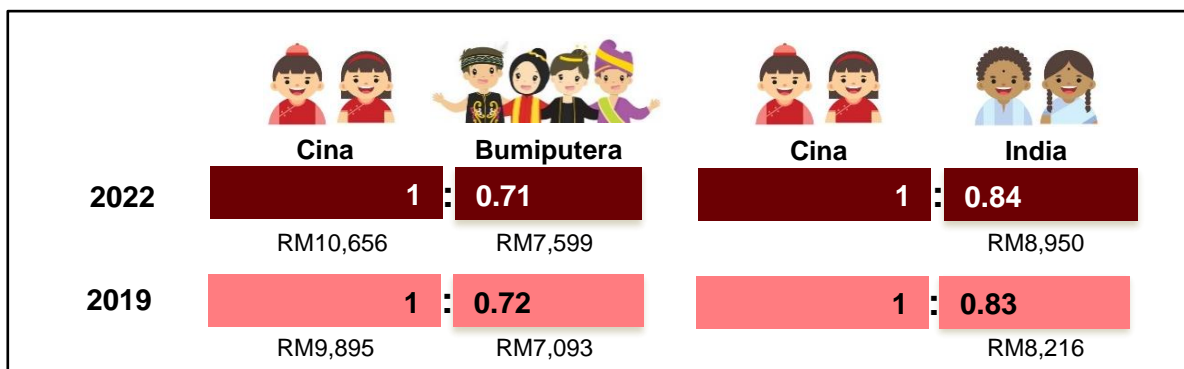 Cina Bumiputera Cina India
2022 1 : 0.71 1 : 0.84
RM10,656 RM7,599 RM8,950
2019 1 : 0.72 1 : 0.83
RM9,895 RM7,093 RM8,216